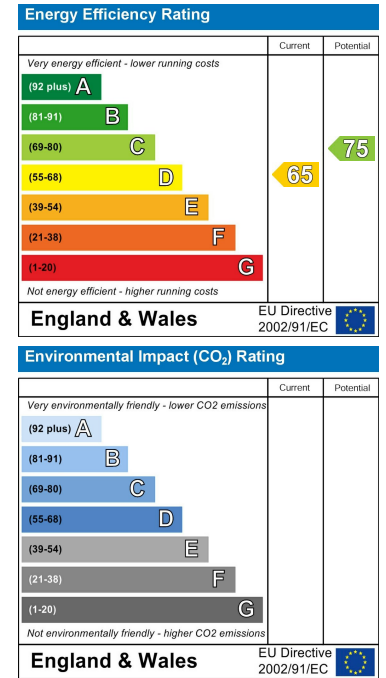 Energy Efficiency Rating
Current Potential
Very energy efficient - lower running costs
(92 plus) A
(81-91) B
(69-80) C
75
(55-68) D
65
(39-54) E
(21-38) F
(1-20) G
Not energy efficient - higher running costs
England & Wales
EU Directive
2002/91/EC
Environmental Impact (CO₂) Rating
Current Potential
Very environmentally friendly - lower CO2 emissions
(92 plus) A
(81-91) B
(69-80) C
(55-68) D
(39-54) E
(21-38) F
(1-20) G
Not environmentally friendly - higher CO2 emissions
England & Wales
EU Directive
2002/91/EC